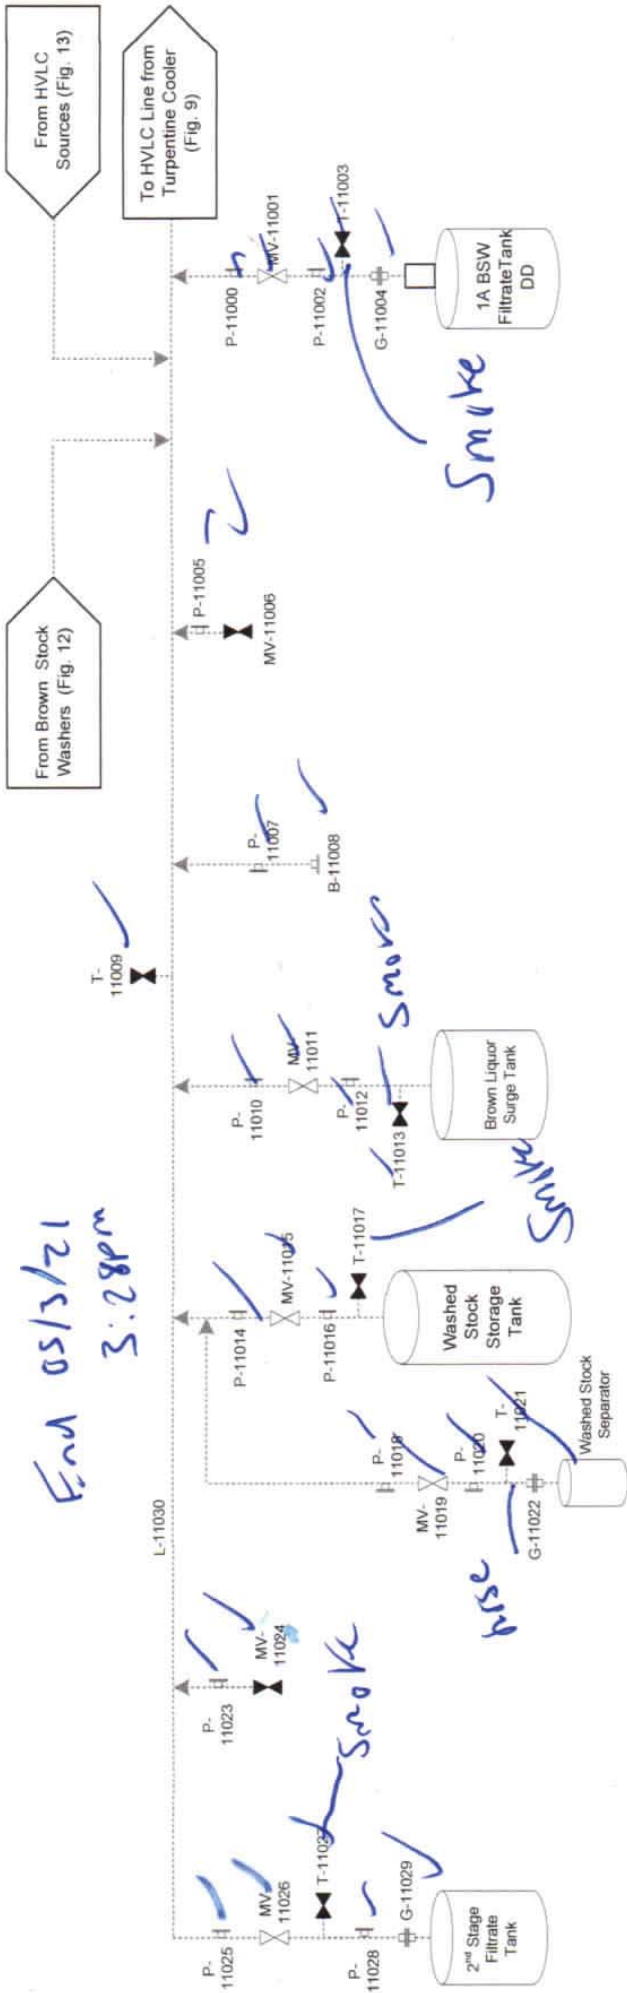 From HVLC
Sources (Fig. 13)
To HVLC Line from
Turpentine Cooler
(Fig. 9)
From Brown Stock
Washers (Fig. 12)
P-11000
MV-11001
P-11002
T-11003
G-11004
1A BSW
FiltrateTank
DD
Smoke
P-11005
MV-11006
P-
11007
B-11008
T-
11009
P-
11010
MV-
11011
P-
11012
T-11013
Smoke
Brown Liquor
Surge Tank
End 05/3/21
3:28pm
P-11014
MV-11015
P-11016
T-11017
Smoke
Washed
Stock
Storage
Tank
P-
11018
MV-
11019
P-
11020
T-
11021
G-11022
Washed Stock
Separator
L-11030
P-
11023
MV-
11024
P-
11025
MV-
11026
T-11027
Smoke
P-
11028
G-11029
2nd Stage
Filtrate
Tank